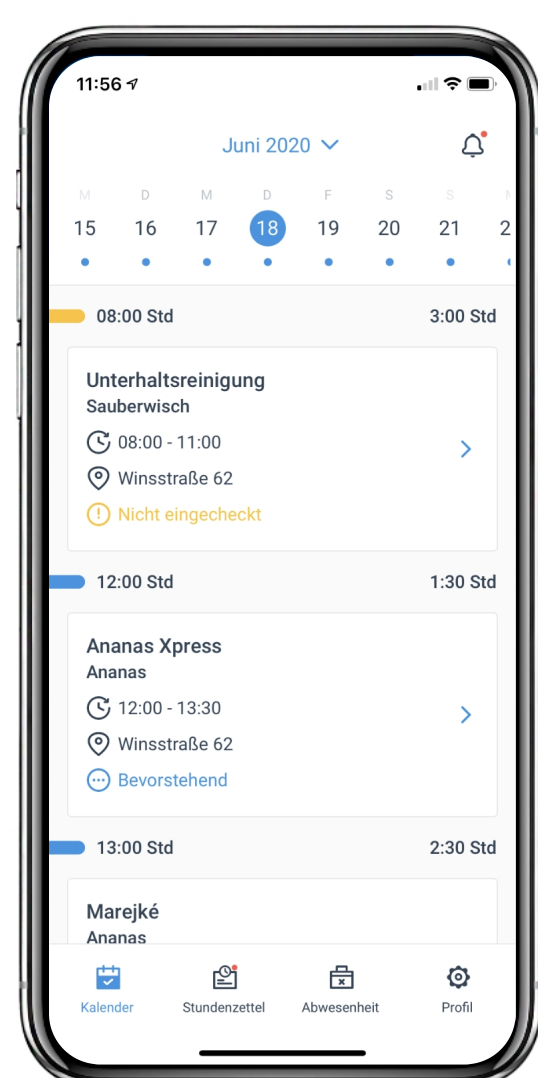 11:56
Juni 2020
M D M D F S S
15 16 17 18 19 20 21 2
08:00 Std 3:00 Std
Unterhaltsreinigung
Sauberwisch
08:00 - 11:00
Winsstraße 62
Nicht eingecheckt
12:00 Std 1:30 Std
Ananas Xpress
Ananas
12:00 - 13:30
Winsstraße 62
Bevorstehend
13:00 Std 2:30 Std
Marejké
Ananas
Kalender Stundenzettel Abwesenheit Profil